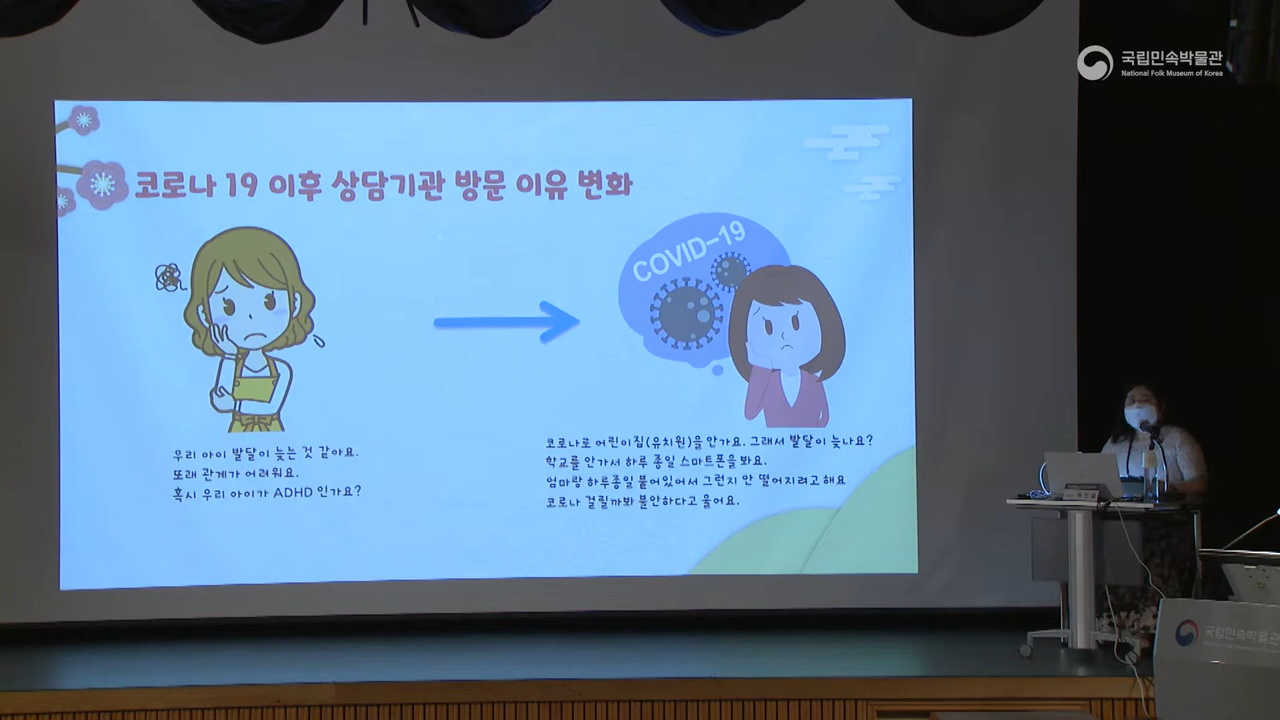 국립민속박물관
National Folk Museum of Korea
코로나 19 이후 상담기관 방문 이유 변화
COVID-19
우리 아이 발달이 늦는 것 같아요.
또래 관계가 어려워요.
혹시 우리 아이가 ADHD 인가요?
코로나로 어린이집(유치원)을 안가요. 그래서 발달이 늦나요?
학교를 안가서 하루 종일 스마트폰을 봐요.
엄마랑 하루종일 붙어있어서 그런지 안 떨어지려고해요
코로나 걸릴까봐 불안하다고 울어요.
국립민속박물관